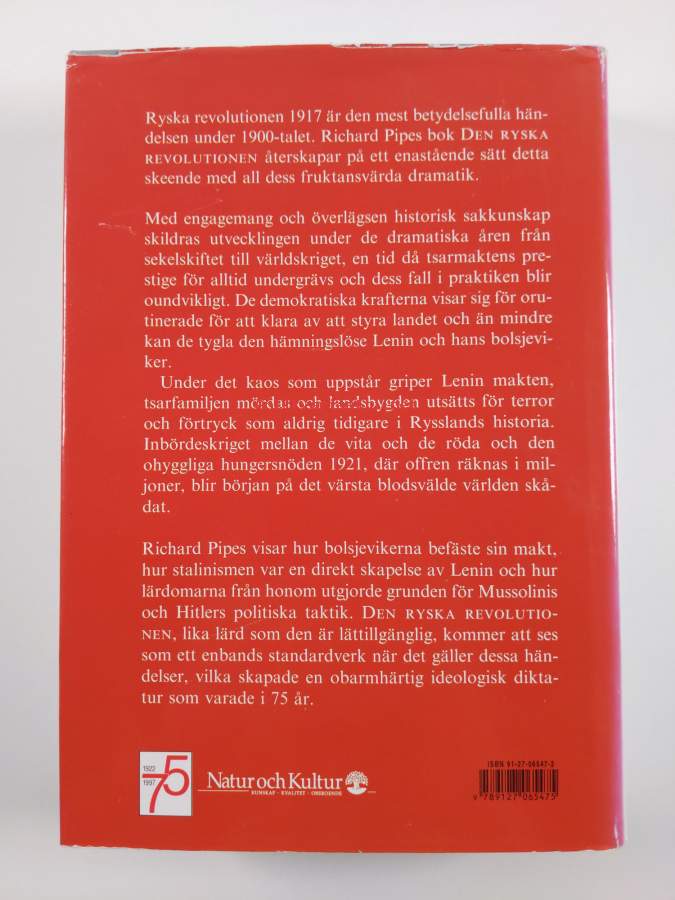 Ryska revolutionen 1917 är den mest betydelsefulla hän-
delsen under 1900-talet. Richard Pipes bok DEN RYSKA
REVOLUTIONEN återskapar på ett enastående sätt detta
skeende med all dess fruktansvärda dramatik.
Med engagemang och överlägsen historisk sakkunskap
skildras utvecklingen under de dramatiska åren från
sekelskiftet till världskriget, en tid då tsarmaktens pre-
stige för alltid undergrävs och dess fall i praktiken blir
oundvikligt. De demokratiska krafterna visar sig för oru-
tinerade för att klara av att styra landet och än mindre
kan de tygla den hämningslöse Lenin och hans bolsjevi-
ker.
Under det kaos som uppstår griper Lenin makten,
tsarfamiljen mördas och landsbygden utsätts för terror
och förtryck som aldrig tidigare i Rysslands historia.
Inbördeskriget mellan de vita och de röda och den
ohyggliga hungersnöden 1921, där offren räknas i mil-
joner, blir början på det värsta blodsvälde världen skå-
dat.
Richard Pipes visar hur bolsjevikerna befäste sin makt,
hur stalinismen var en direkt skapelse av Lenin och hur
lärdomarna från honom utgjorde grunden för Mussolinis
och Hitlers politiska taktik. DEN RYSKA REVOLUTIO-
NEN, lika lärd som den är lättillgänglig, kommer att ses
som ett enbands standardverk när det gäller dessa hän-
delser, vilka skapade en obarmhärtig ideologisk dikta-
tur som varade i 75 år.
1922
1997
75
Natur och Kultur
KUNSKAP · KVALITET · OBEROENDE
ISBN 91-27-06547-3
9 789127 065475